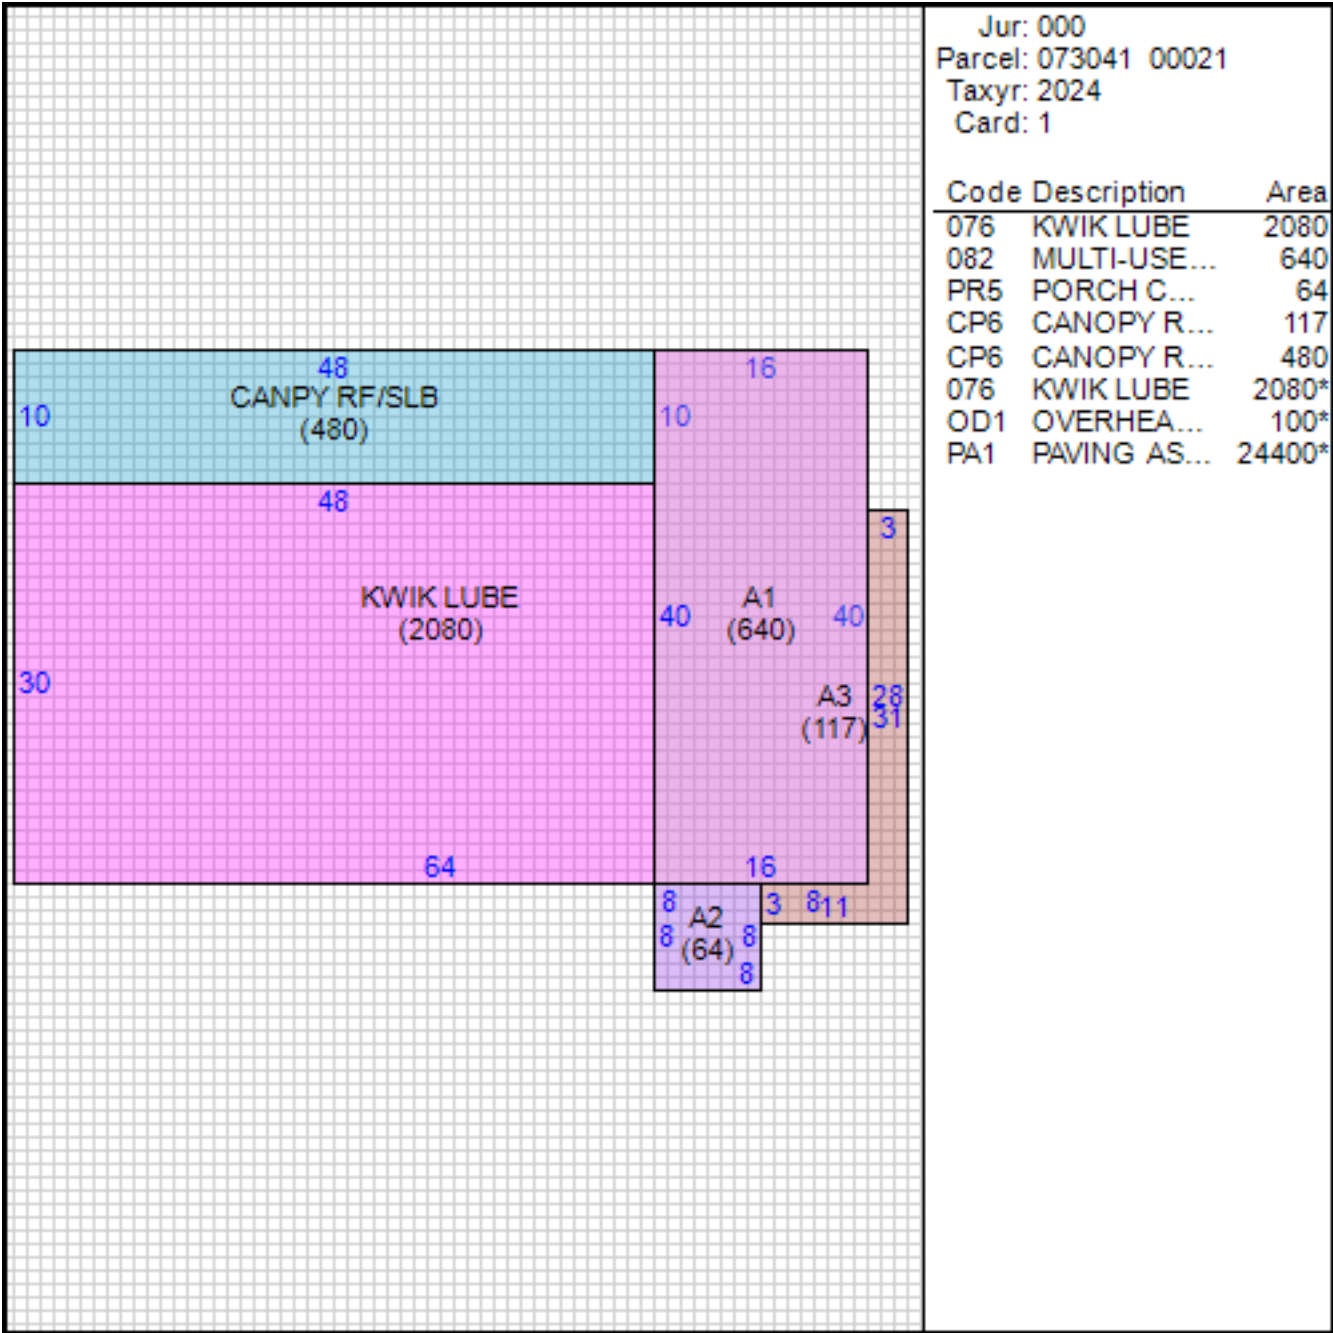 Jur: 000
Parcel: 073041 00021
Taxyr: 2024
Card: 1
Code Description Area
076 KWIK LUBE 2080
082 MULTI-USE... 640
PR5 PORCH C... 64
CP6 CANOPY R... 117
CP6 CANOPY R... 480
076 KWIK LUBE 2080*
OD1 OVERHEA... 100*
PA1 PAVING AS... 24400*
48 16
CANPY RF/SLB
10 10
(480)
48
3
KWIK LUBE A1
40 40
(2080) (640)
30
A3 28
(117) 31
64 16
8 3 8 11
A2
8 8
(64)
8